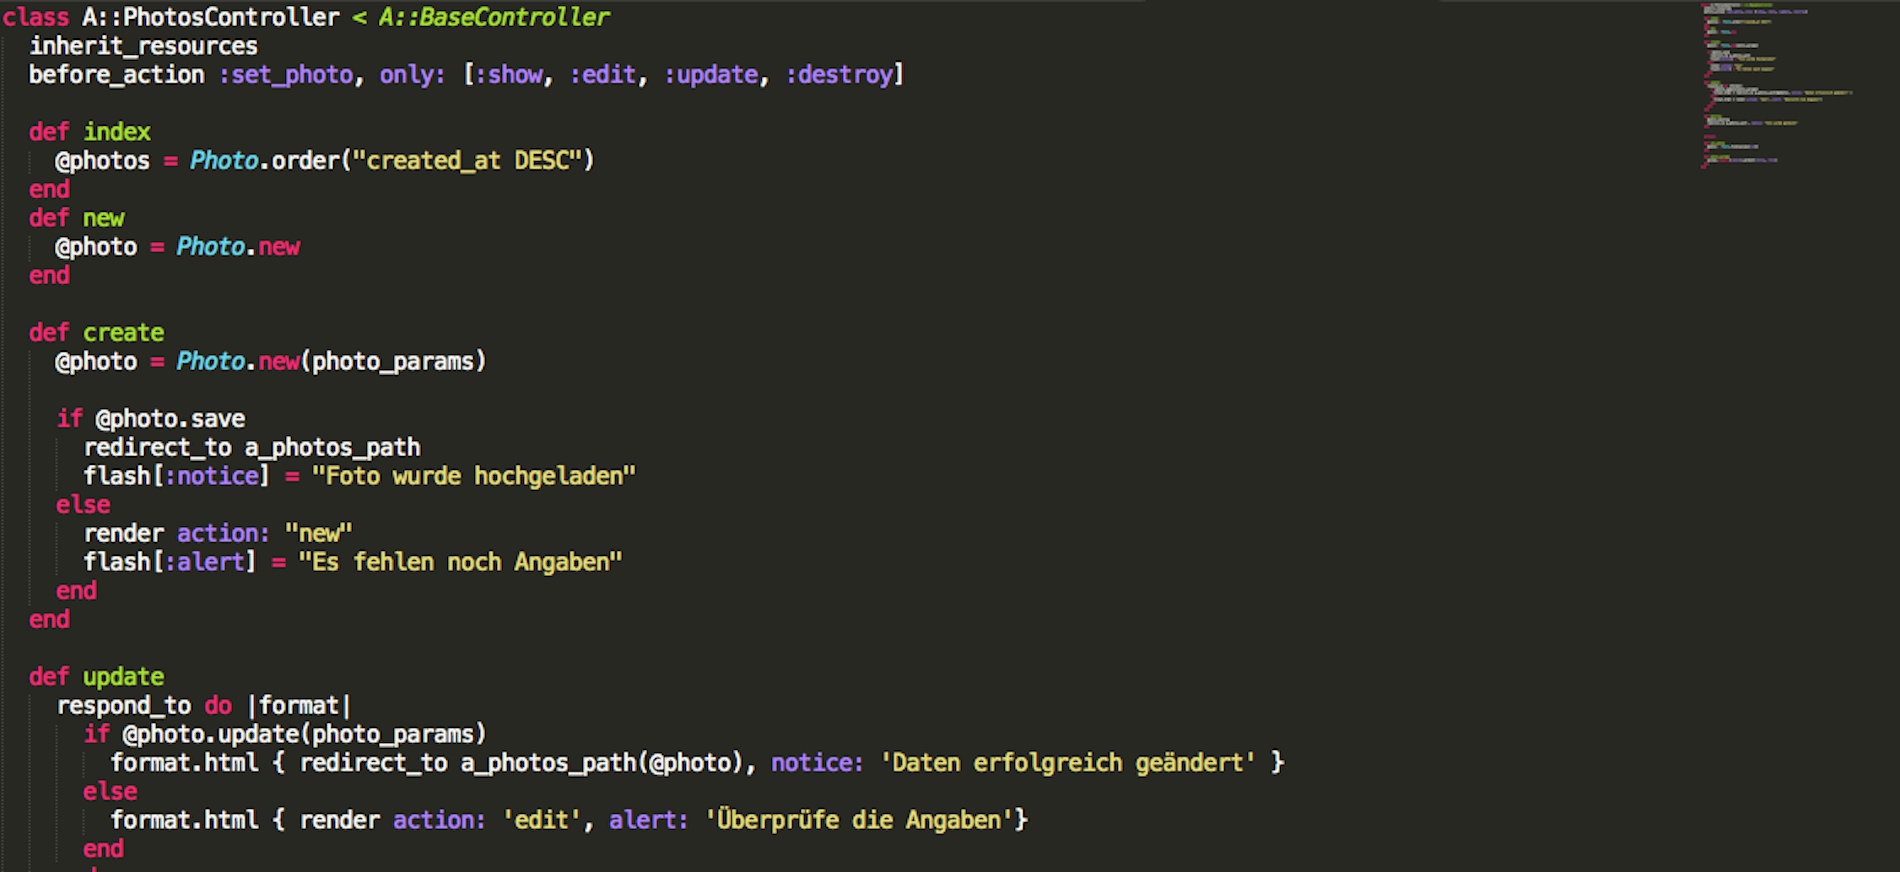 class A::PhotosController < A::BaseController
  inherit_resources
  before_action :set_photo, only: [:show, :edit, :update, :destroy]

  def index
    @photos = Photo.order("created_at DESC")
  end
  def new
    @photo = Photo.new
  end

  def create
    @photo = Photo.new(photo_params)

    if @photo.save
      redirect_to a_photos_path
      flash[:notice] = "Foto wurde hochgeladen"
    else
      render action: "new"
      flash[:alert] = "Es fehlen noch Angaben"
    end
  end

  def update
    respond_to do |format|
      if @photo.update(photo_params)
        format.html { redirect_to a_photos_path(@photo), notice: 'Daten erfolgreich geändert' }
      else
        format.html { render action: 'edit', alert: 'Überprüfe die Angaben'}
      end